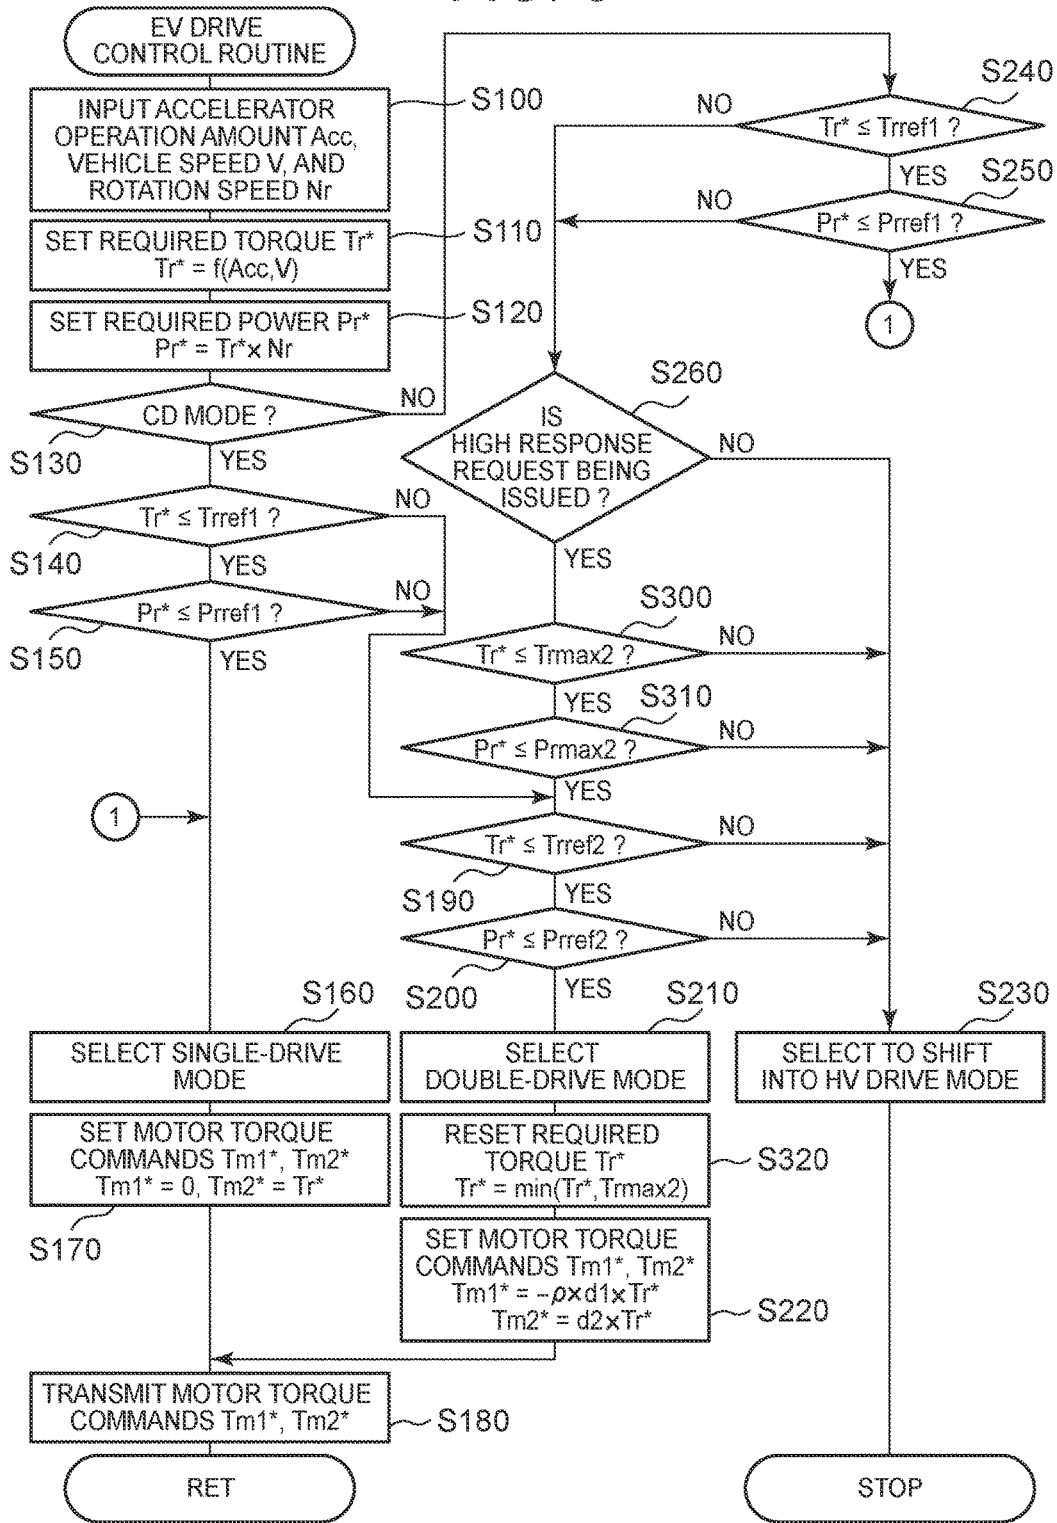 EV DRIVE
CONTROL ROUTINE
INPUT ACCELERATOR
OPERATION AMOUNT Acc,
VEHICLE SPEED V, AND
ROTATION SPEED Nr
S100
SET REQUIRED TORQUE Tr*
Tr* = f(Acc,V)
S110
SET REQUIRED POWER Pr*
Pr* = Tr*× Nr
S120
CD MODE ?
NO
S130
YES
Tr* ≤ Trref1 ?
NO
S140
YES
Pr* ≤ Prref1 ?
NO
S150
YES
1
SELECT SINGLE-DRIVE
MODE
S160
SET MOTOR TORQUE
COMMANDS Tm1*, Tm2*
Tm1* = 0, Tm2* = Tr*
S170
TRANSMIT MOTOR TORQUE
COMMANDS Tm1*, Tm2*
S180
RET
S240
NO
Tr* ≤ Trref1 ?
YES
S250
NO
Pr* ≤ Prref1 ?
YES
1
S260
IS
HIGH RESPONSE
REQUEST BEING
ISSUED ?
NO
YES
S300
Tr* ≤ Trmax2 ?
NO
YES
S310
Pr* ≤ Prmax2 ?
NO
YES
Tr* ≤ Trref2 ?
NO
S190
YES
Pr* ≤ Prref2 ?
NO
S200
YES
S210
SELECT
DOUBLE-DRIVE MODE
RESET REQUIRED
TORQUE Tr*
Tr* = min(Tr*,Trmax2)
S320
SET MOTOR TORQUE
COMMANDS Tm1*, Tm2*
Tm1* = -ρ×d1×Tr*
Tm2* = d2×Tr*
S220
S230
SELECT TO SHIFT
INTO HV DRIVE MODE
STOP